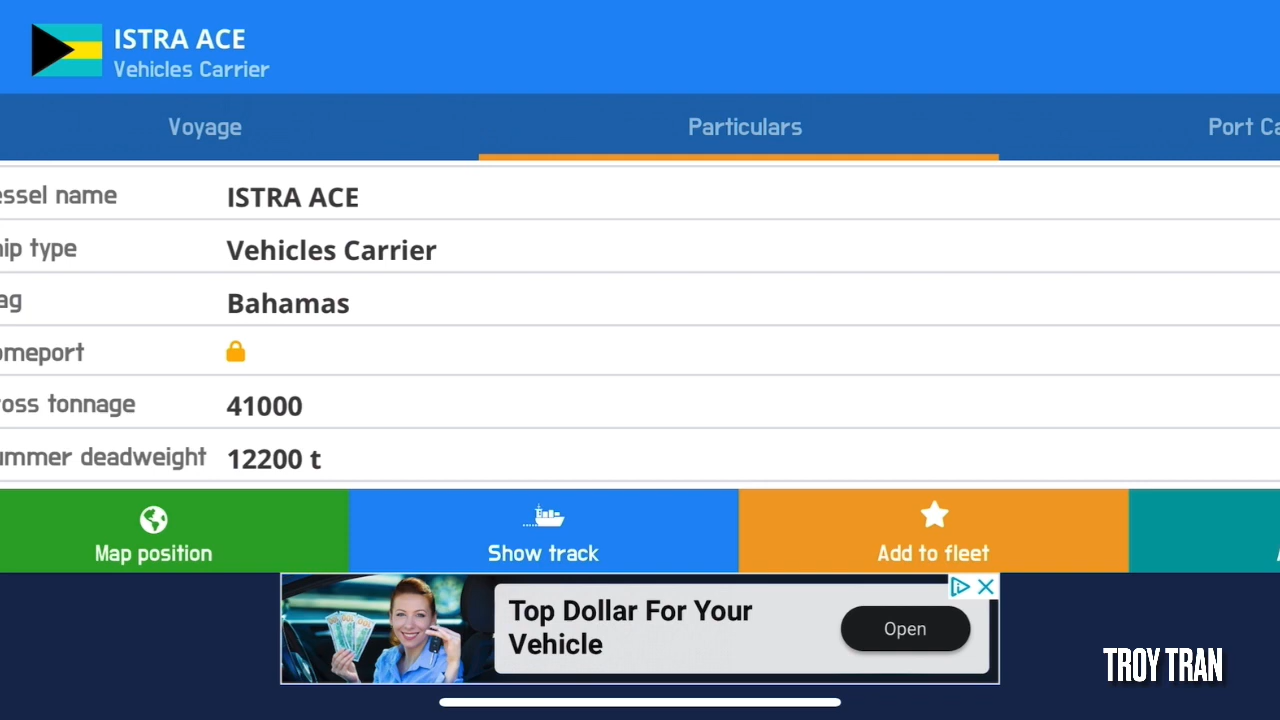 ISTRA ACE
Vehicles Carrier
Voyage Particulars Port Ca
essel name ISTRA ACE
ip type Vehicles Carrier
ag Bahamas
omeport
oss tonnage 41000
ummer deadweight 12200 t
Map position Show track Add to fleet
Top Dollar For Your
Vehicle
Open
TROY TRAN